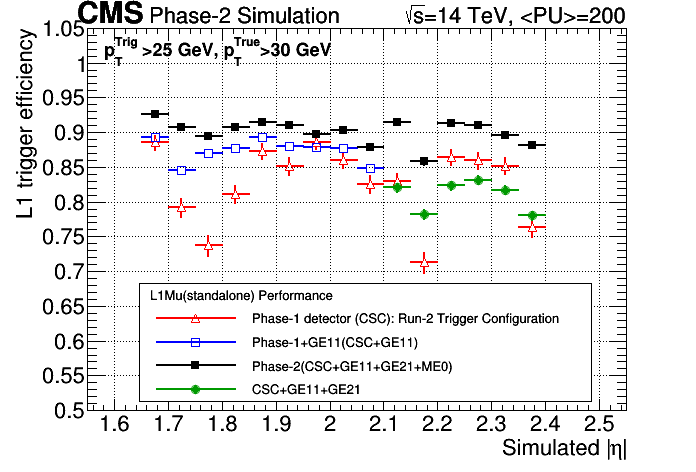 CMS Phase-2 Simulation √s=14 TeV, <PU>=200
p_T^Trig >25 GeV, p_T^True>30 GeV
L1 trigger efficiency
1.05
1
0.95
0.9
0.85
0.8
0.75
0.7
0.65
0.6
0.55
0.5
L1Mu(standalone) Performance
Phase-1 detector (CSC): Run-2 Trigger Configuration
Phase-1+GE11(CSC+GE11)
Phase-2(CSC+GE11+GE21+ME0)
CSC+GE11+GE21
1.6 1.7 1.8 1.9 2 2.1 2.2 2.3 2.4 2.5
Simulated |η|